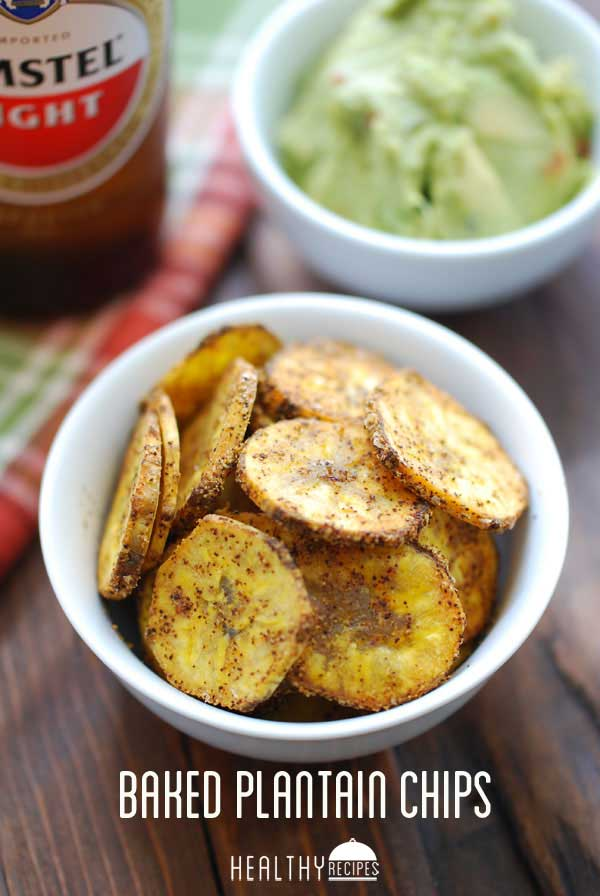 IMPORTED
MSTEL
IGHT
BAKED PLANTAIN CHIPS
HEALTHY RECIPES